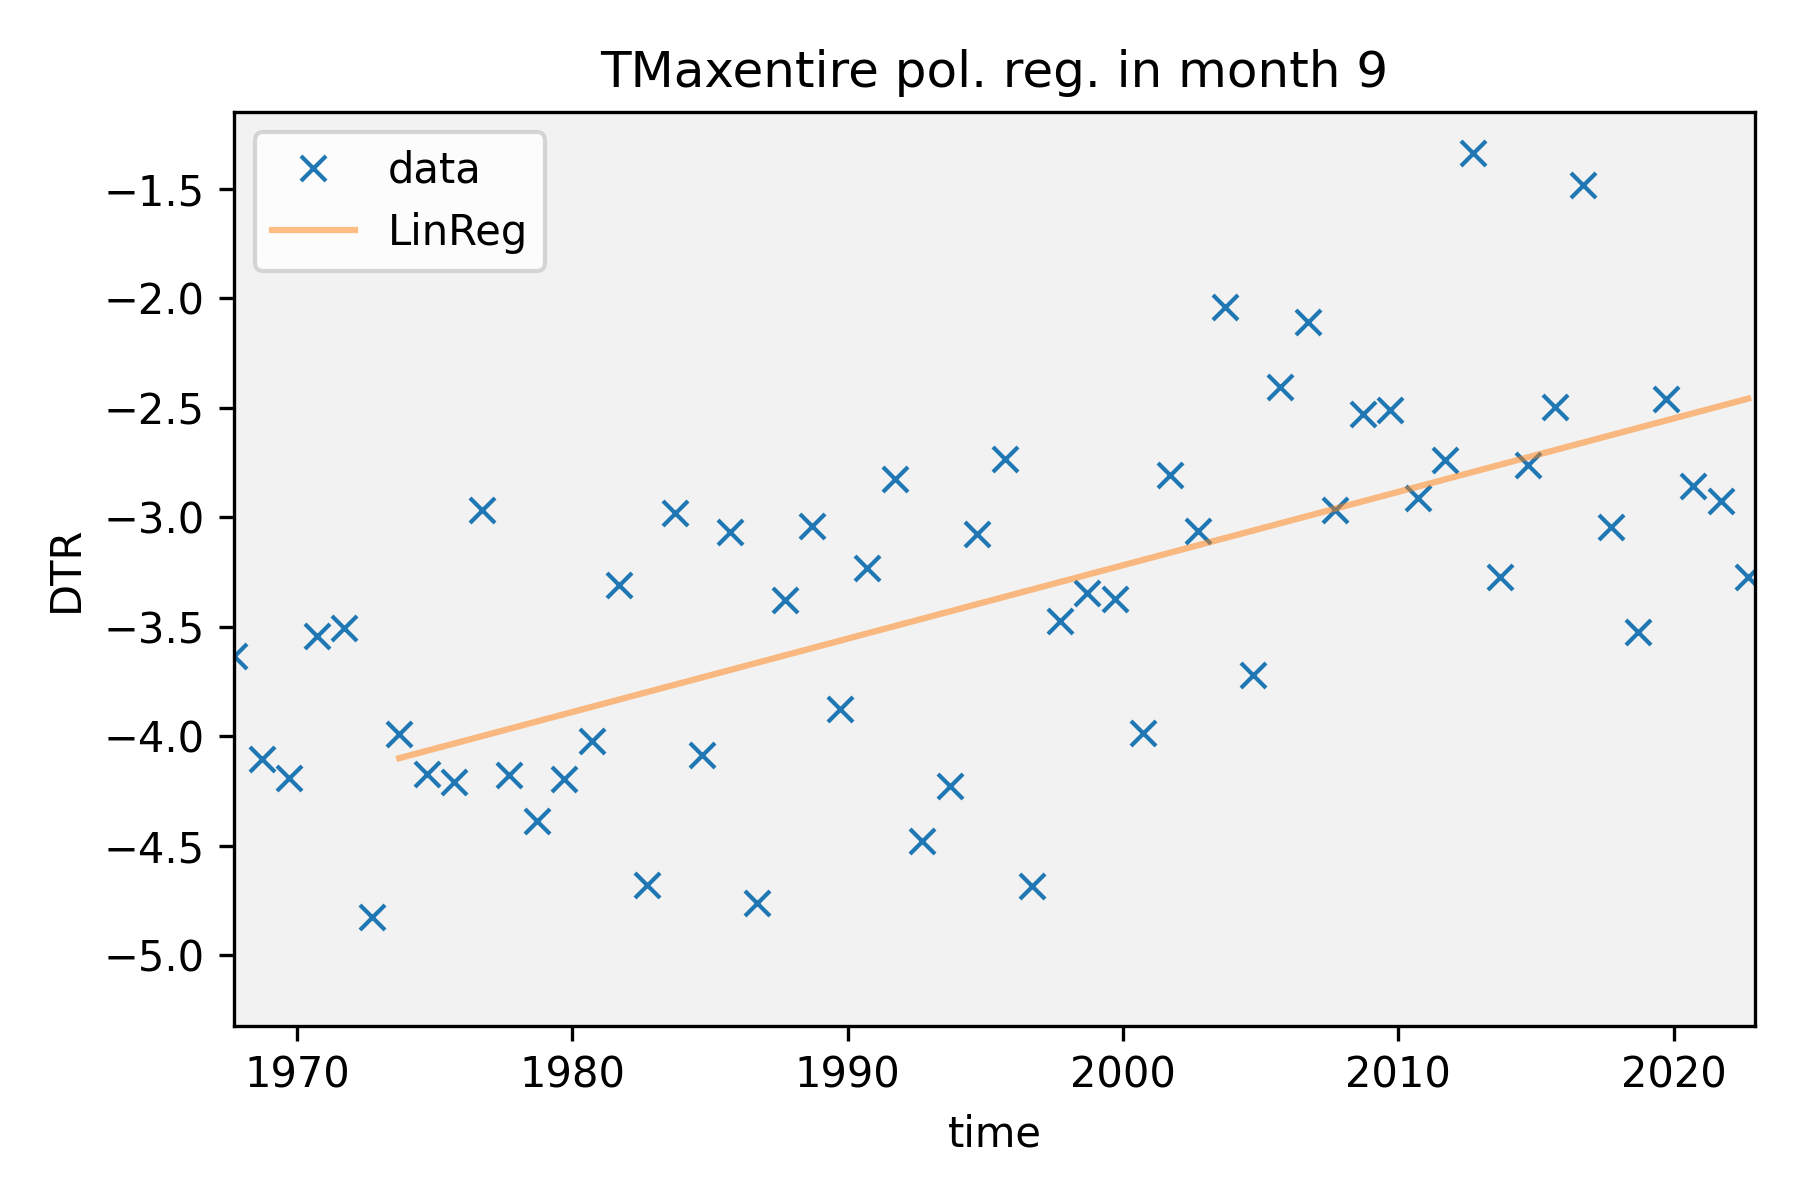 TMaxentire pol. reg. in month 9
data
LinReg
−1.5
−2.0
−2.5
−3.0
−3.5
−4.0
−4.5
−5.0
DTR
1970 1980 1990 2000 2010 2020
time